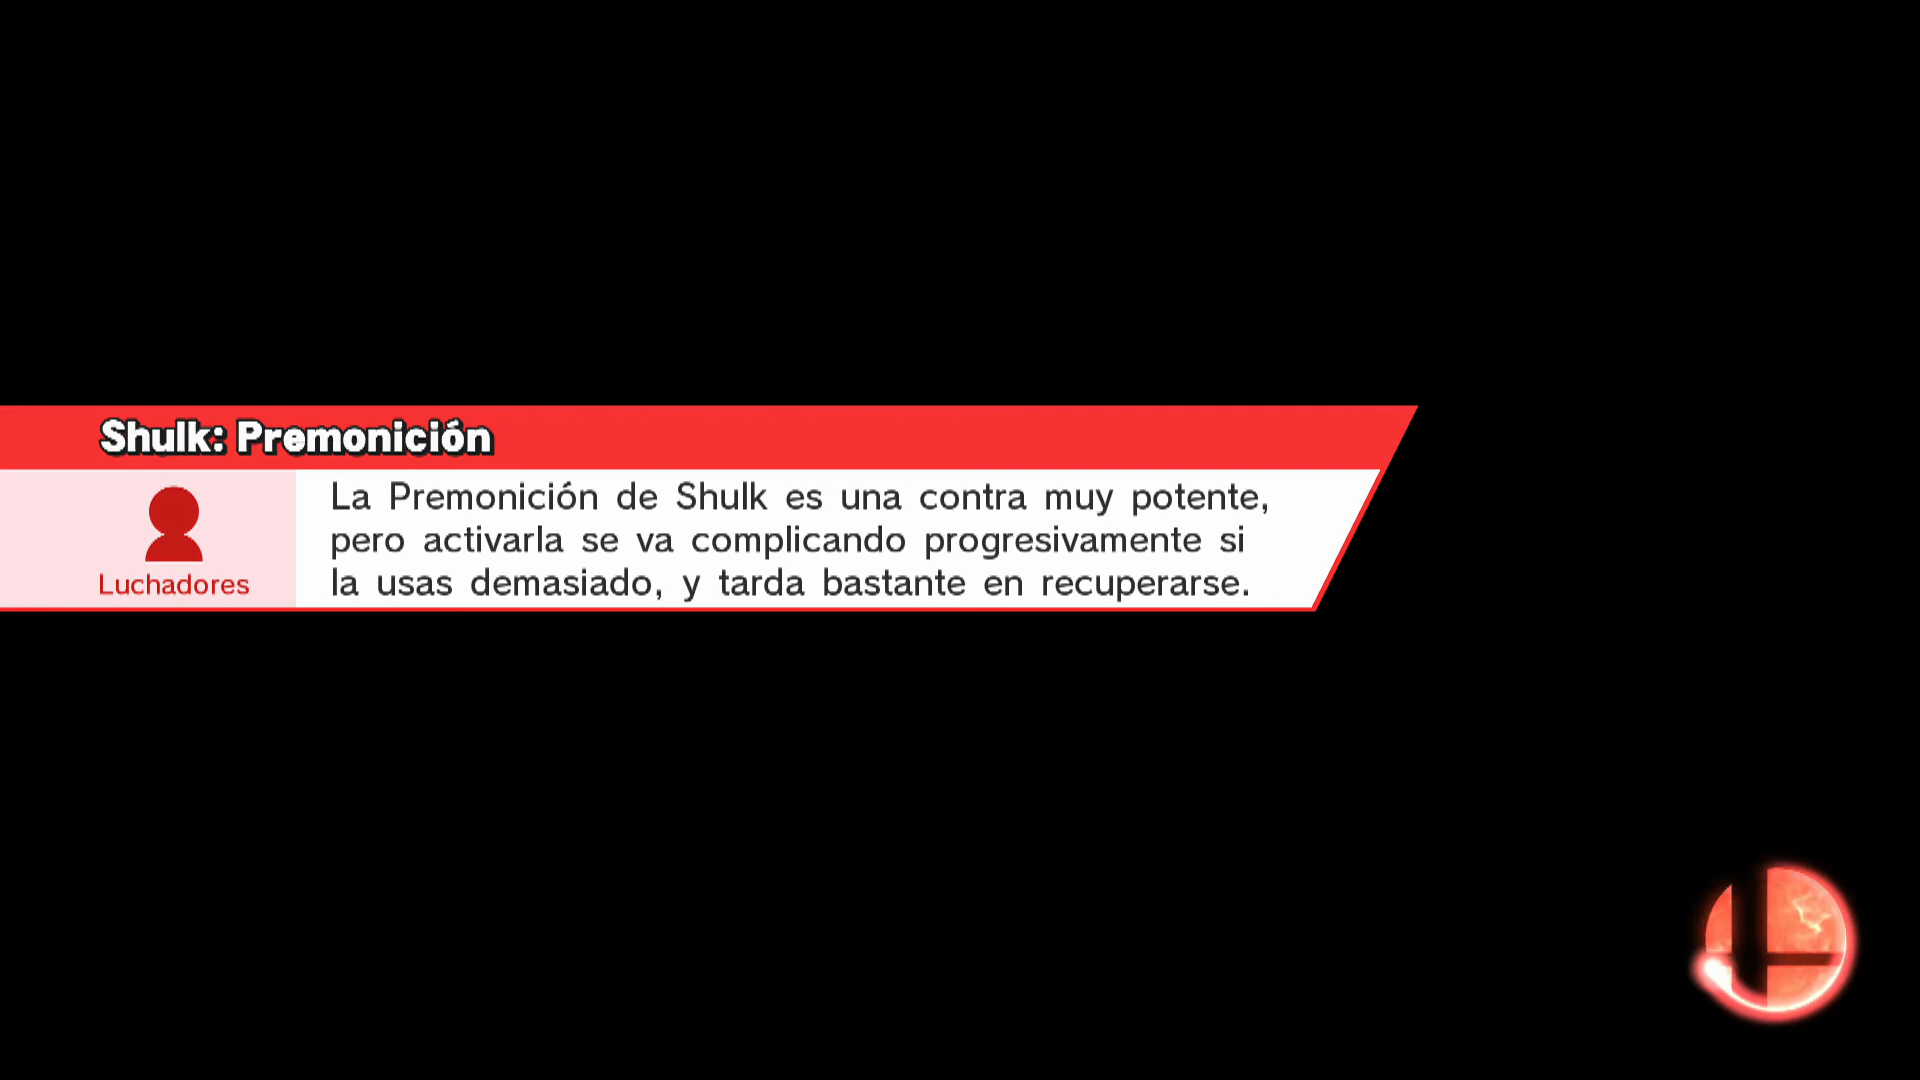 Shulk: Premonición
La Premonición de Shulk es una contra muy potente,
pero activarla se va complicando progresivamente si
la usas demasiado, y tarda bastante en recuperarse.
Luchadores